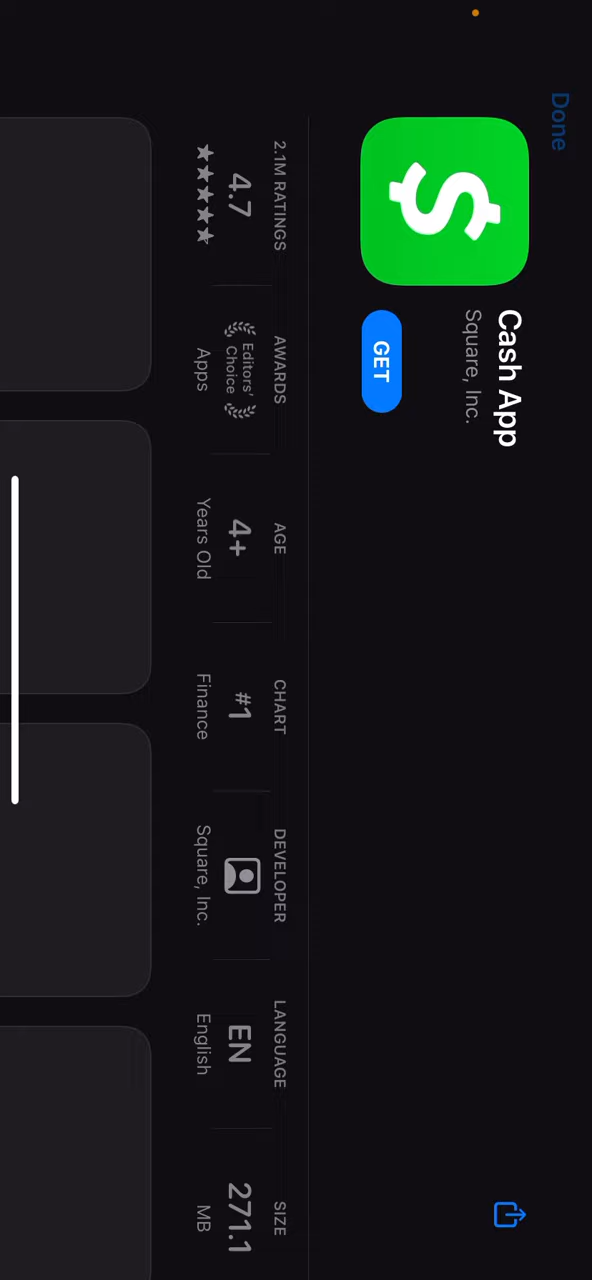 Done
Cash App
Square, Inc.
GET
2.1M RATINGS
4.7
AWARDS
Editors'
Choice
Apps
AGE
4+
Years Old
CHART
#1
Finance
DEVELOPER
Square, Inc.
LANGUAGE
EN
English
SIZE
271.1
MB